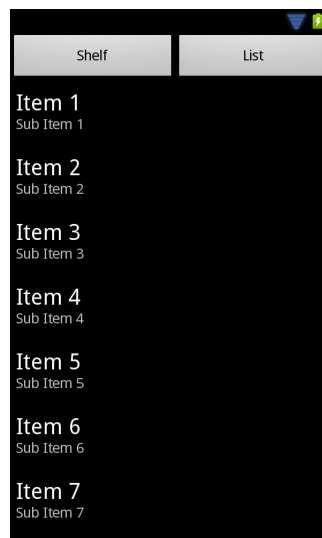 Shelf List
Item 1
Sub Item 1
Item 2
Sub Item 2
Item 3
Sub Item 3
Item 4
Sub Item 4
Item 5
Sub Item 5
Item 6
Sub Item 6
Item 7
Sub Item 7